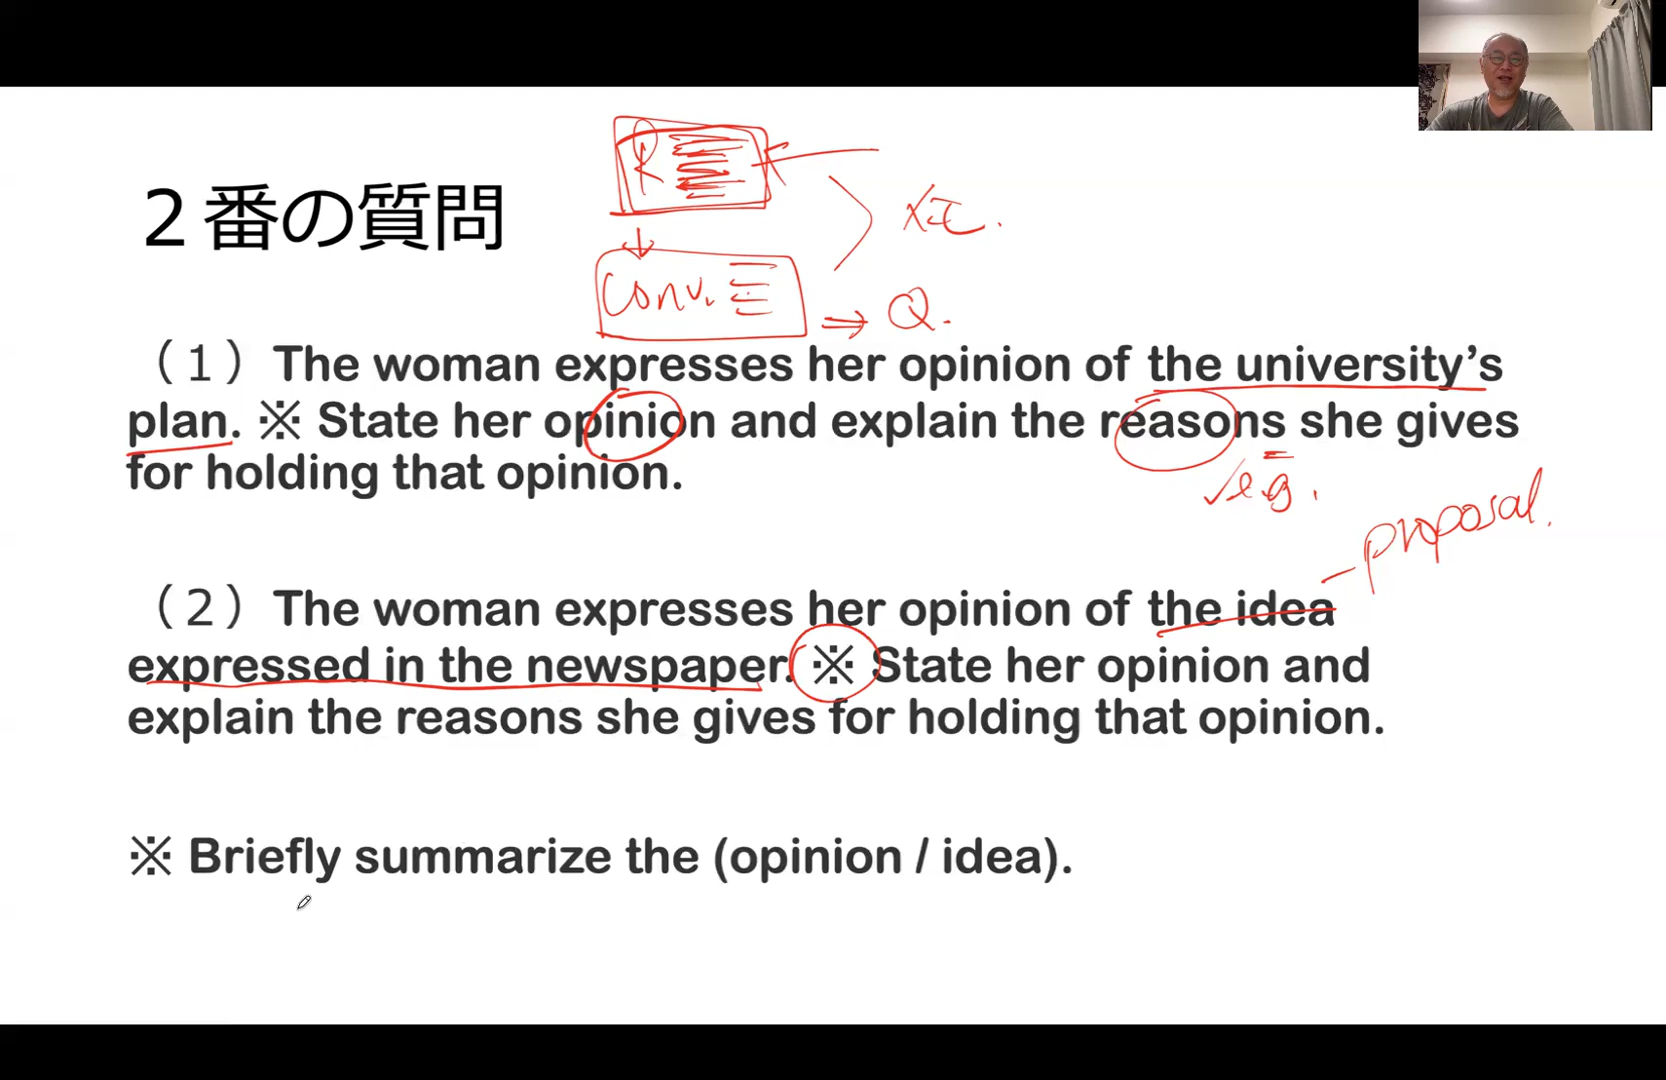 ２番の質問
R
メモ.
Conv.
⇒ Q.
（１）The woman expresses her opinion of the university’s
plan. ※ State her opinion and explain the reasons she gives
for holding that opinion.
e.g.
proposal.
（２）The woman expresses her opinion of the idea
expressed in the newspaper. ※ State her opinion and
explain the reasons she gives for holding that opinion.
※ Briefly summarize the (opinion / idea).